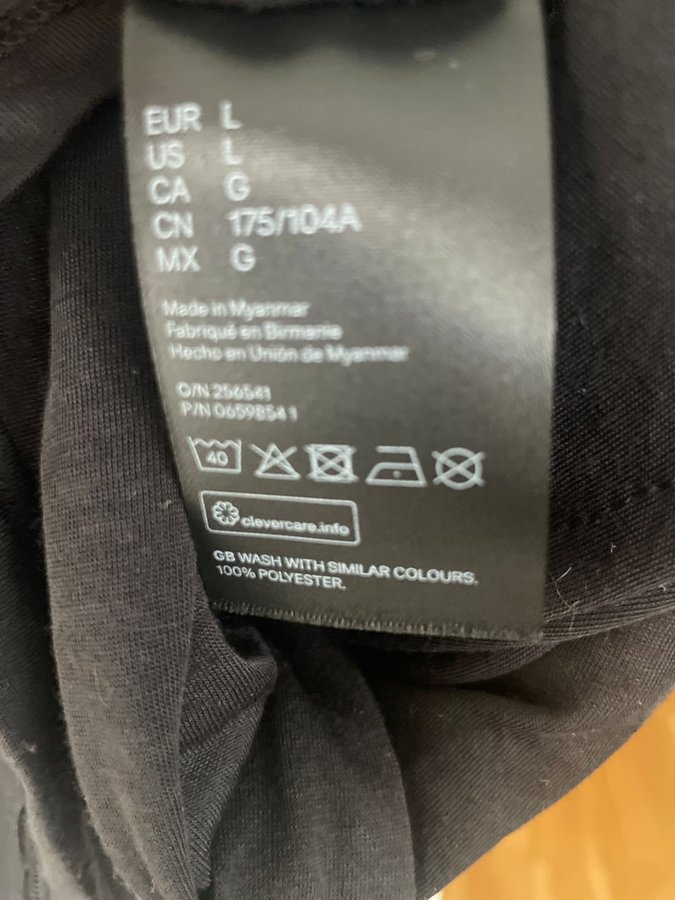 EUR L
US L
CA G
CN 175/104A
MX G
Made in Myanmar
Fabriqué en Birmanie
Hecho en Unión de Myanmar
O/N 256541
P/N 06598541
40
clevercare.info
GB WASH WITH SIMILAR COLOURS.
100% POLYESTER.